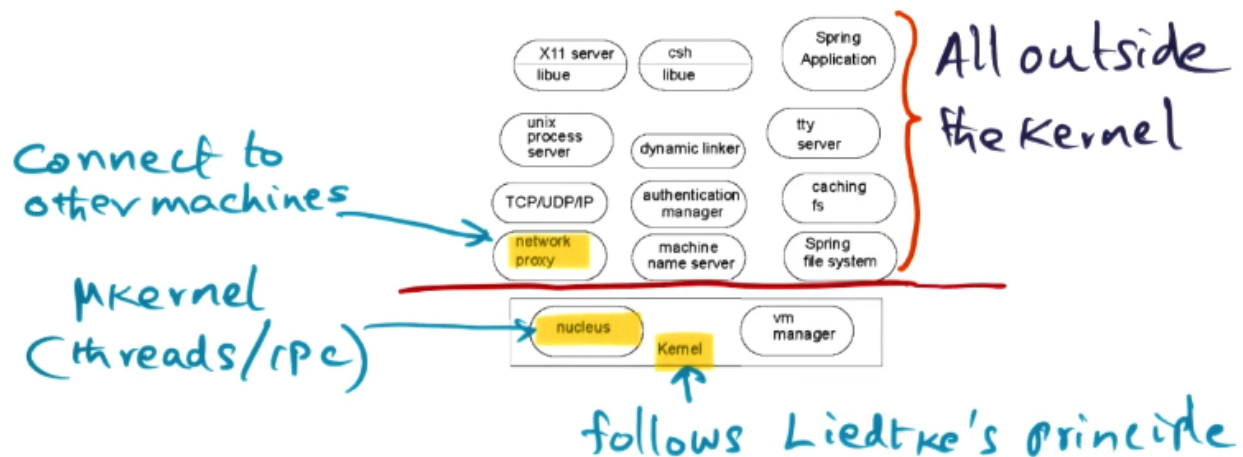 X11 server
libue
csh
libue
Spring
Application
All outside
the Kernel
unix
process
server
dynamic linker
tty
server
Connect to
other machines
TCP/UDP/IP
authentication
manager
caching
fs
network
proxy
machine
name server
Spring
file system
μkernel
(threads/ipc)
nucleus
Kernel
vm
manager
follows Liedtke's principle